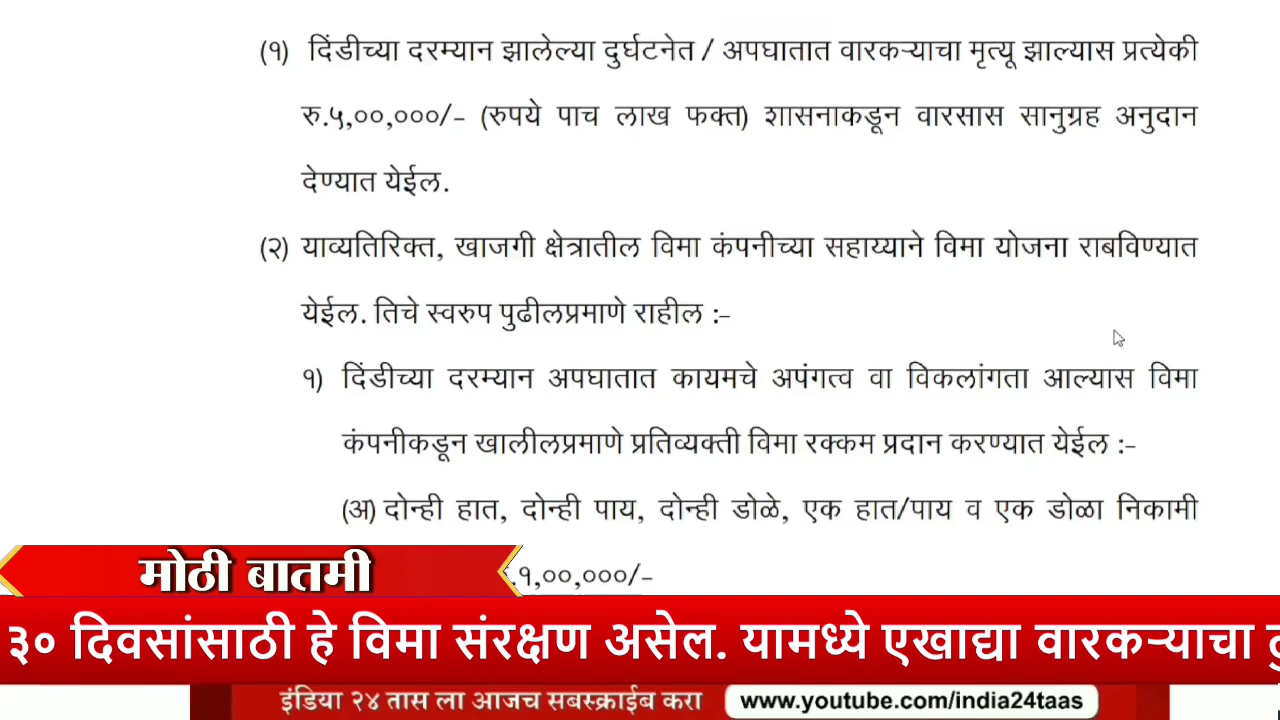 (१) दिंडीच्या दरम्यान झालेल्या दुर्घटनेत / अपघातात वारकऱ्याचा मृत्यू झाल्यास प्रत्येकी
रु.५,००,०००/- (रुपये पाच लाख फक्त) शासनाकडून वारसास सानुग्रह अनुदान
देण्यात येईल.
(२) याव्यतिरिक्त, खाजगी क्षेत्रातील विमा कंपनीच्या सहाय्याने विमा योजना राबविण्यात
येईल. तिचे स्वरुप पुढीलप्रमाणे राहील :-
१) दिंडीच्या दरम्यान अपघातात कायमचे अपंगत्व वा विकलांगता आल्यास विमा
कंपनीकडून खालीलप्रमाणे प्रतिव्यक्ती विमा रक्कम प्रदान करण्यात येईल :-
(अ) दोन्ही हात, दोन्ही पाय, दोन्ही डोळे, एक हात/पाय व एक डोळा निकामी
१,००,०००/-
मोठी बातमी
३० दिवसांसाठी हे विमा संरक्षण असेल. यामध्ये एखाद्या वारकऱ्याचा
इंडिया २४ तास ला आजच सबस्क्राईब करा www.youtube.com/india24taas